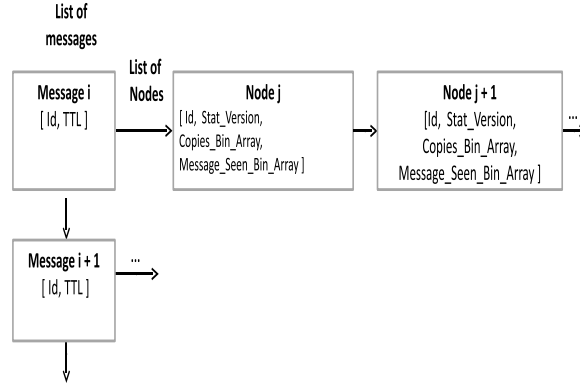 List of
messages
List of
Nodes
Message i
[ Id, TTL ]
Node j
[ Id, Stat_Version,
Copies_Bin_Array,
Message_Seen_Bin_Array ]
Node j + 1
[Id, Stat_Version,
Copies_Bin_Array,
Message_Seen_Bin_Array ]
...
Message i + 1
[ Id, TTL ]
...